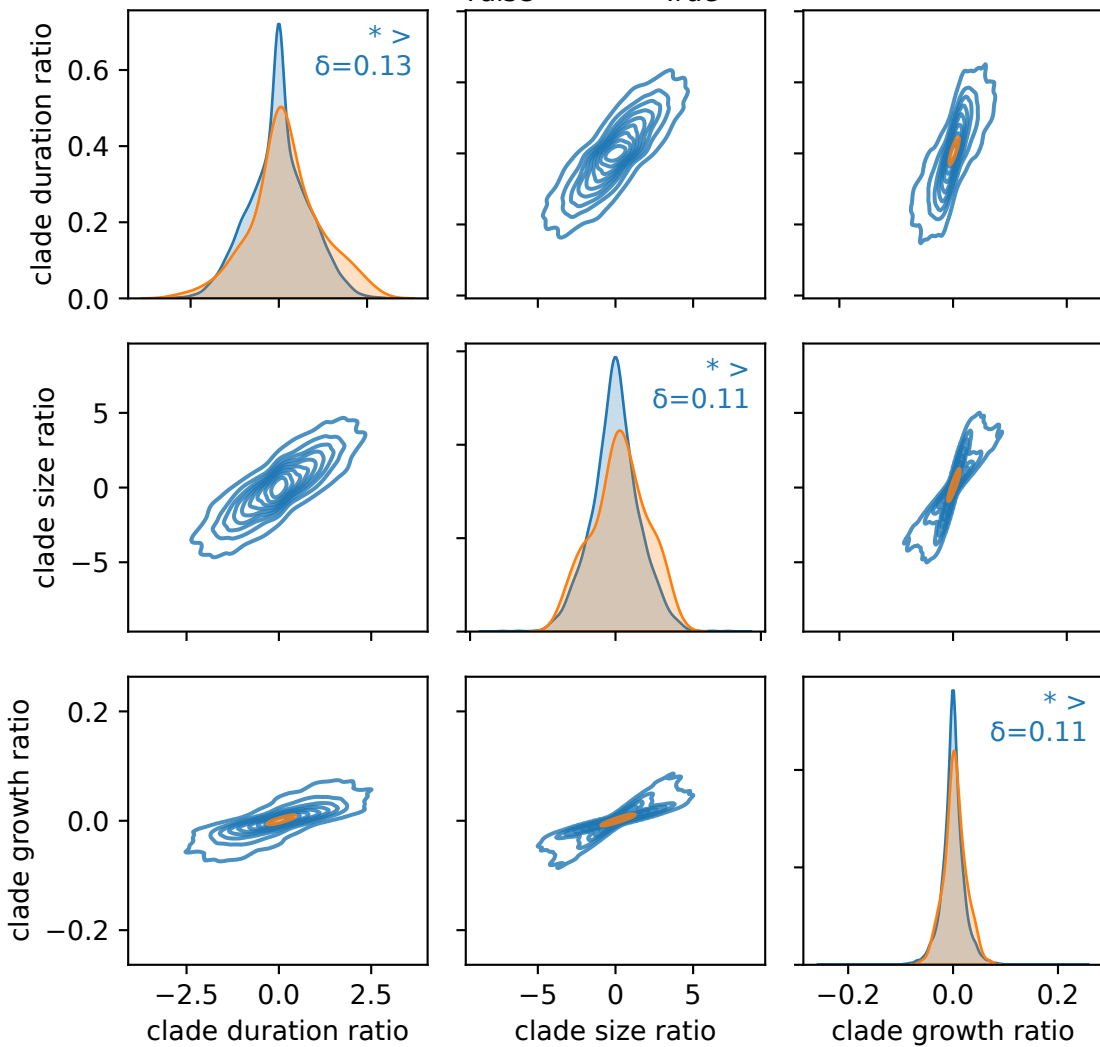 clade duration ratio
0.6
0.4
0.2
0.0
* >
δ=0.13
clade size ratio
5
0
−5
* >
δ=0.11
clade growth ratio
0.2
0.0
−0.2
* >
δ=0.11
−2.5 0.0 2.5
−5 0 5
−0.2 0.0 0.2
clade duration ratio
clade size ratio
clade growth ratio